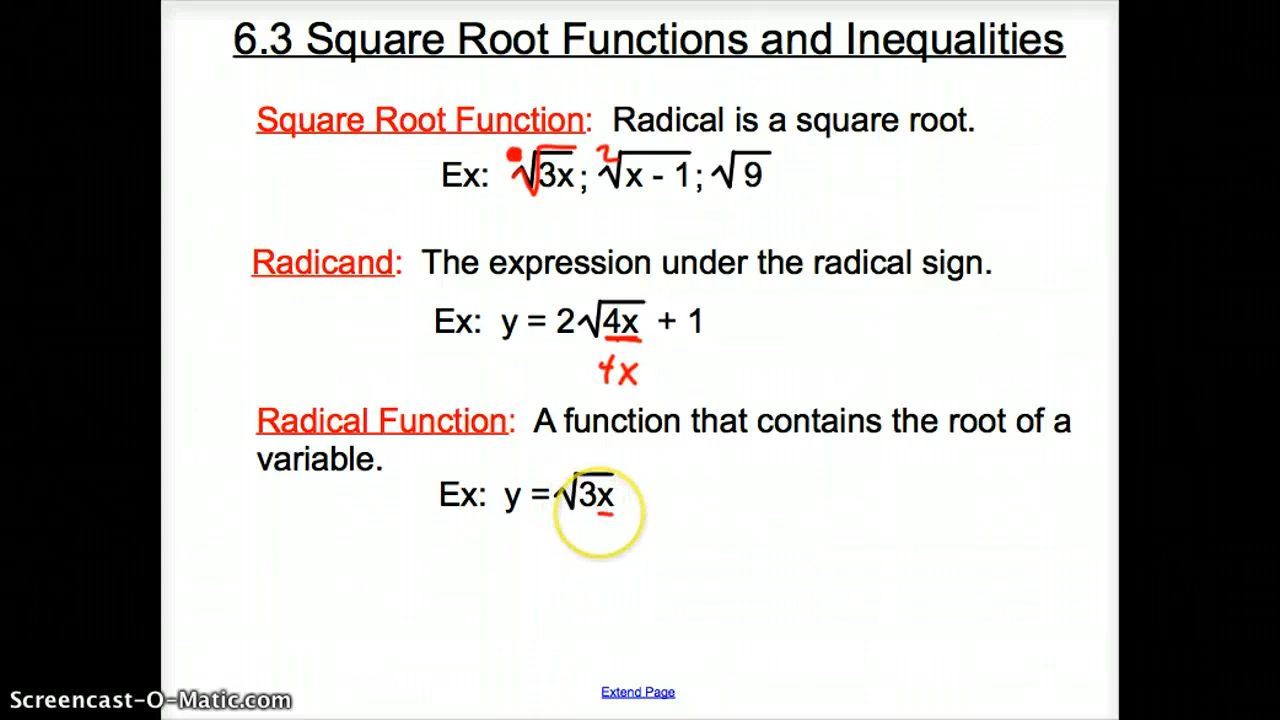 6.3 Square Root Functions and Inequalities
Square Root Function: Radical is a square root.
Ex: √3x; ²√x - 1; √9
Radicand: The expression under the radical sign.
Ex: y = 2√4x + 1
4x
Radical Function: A function that contains the root of a
variable.
Ex: y = √3x
Extend Page
Screencast-O-Matic.com